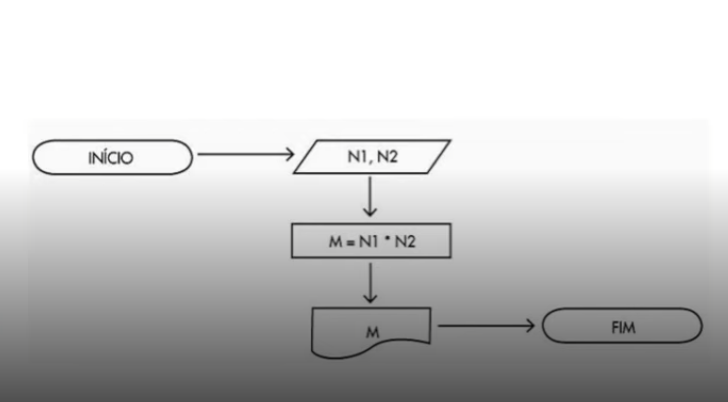 INÍCIO
N1, N2
M = N1 * N2
M
FIM